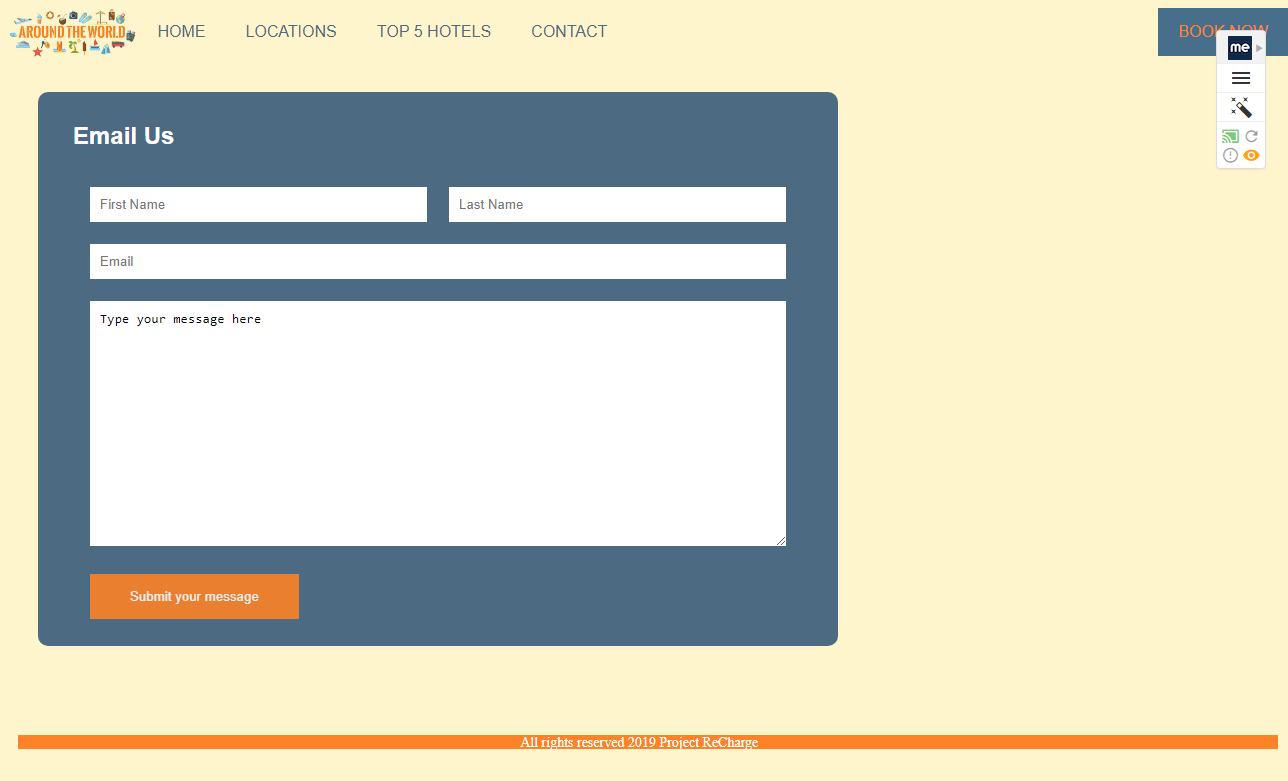 AROUND THE WORLD HOME LOCATIONS TOP 5 HOTELS CONTACT BOOK NOW
me
Email Us
First Name Last Name
Email
Type your message here
Submit your message
All rights reserved 2019 Project ReCharge